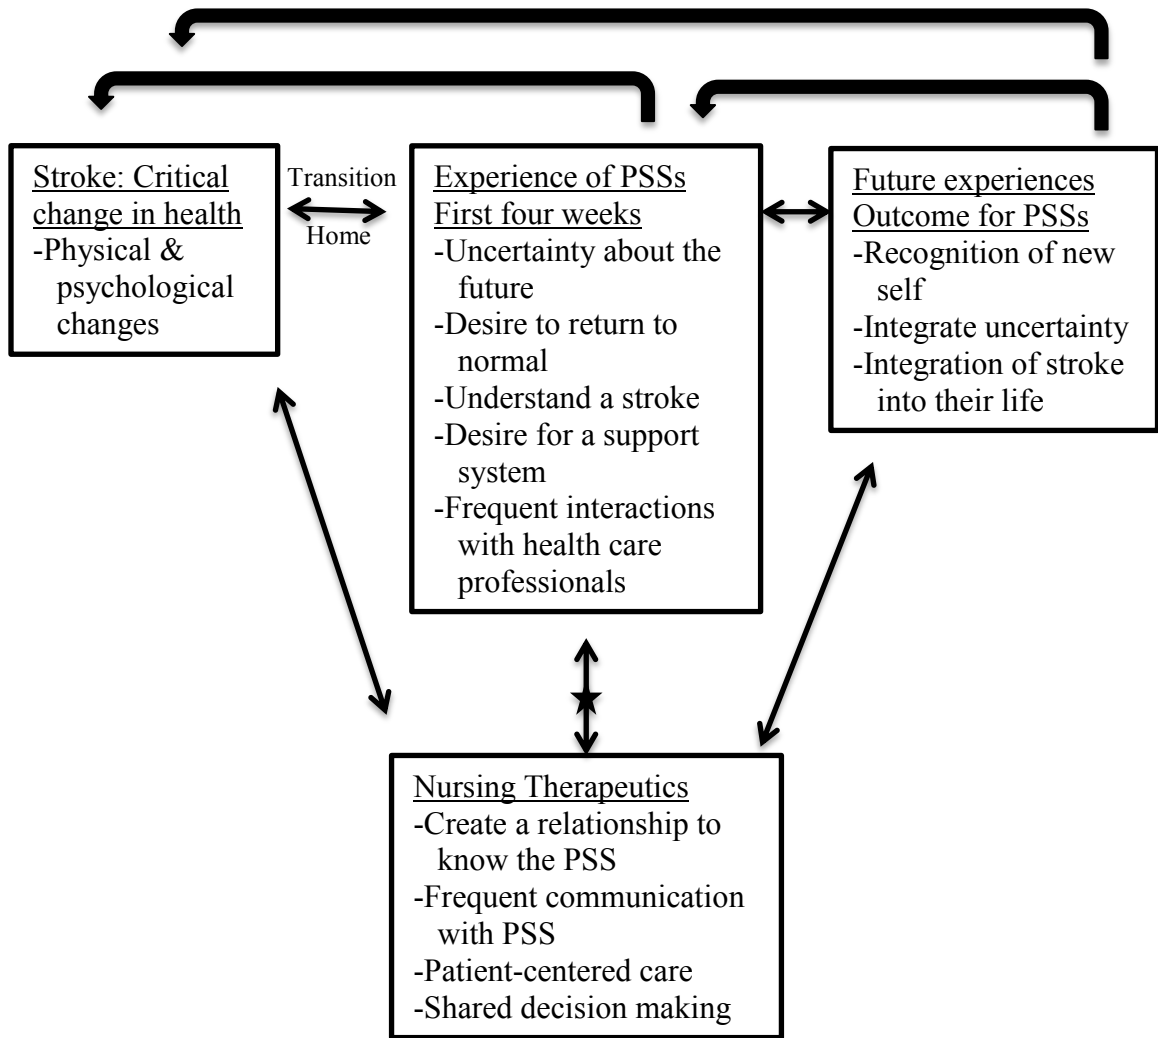 Stroke: Critical
change in health
-Physical &
psychological
changes
Transition
Home
Experience of PSSs
First four weeks
-Uncertainty about the
future
-Desire to return to
normal
-Understand a stroke
-Desire for a support
system
-Frequent interactions
with health care
professionals
Future experiences
Outcome for PSSs
-Recognition of new
self
-Integrate uncertainty
-Integration of stroke
into their life
Nursing Therapeutics
-Create a relationship to
know the PSS
-Frequent communication
with PSS
-Patient-centered care
-Shared decision making